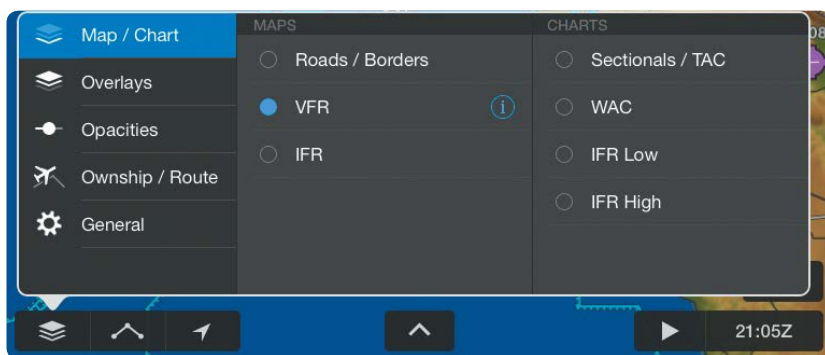 Map / Chart
Overlays
Opacities
Ownship / Route
General
MAPS
Roads / Borders
VFR
i
IFR
CHARTS
Sectionals / TAC
WAC
IFR Low
IFR High
08
21:05Z